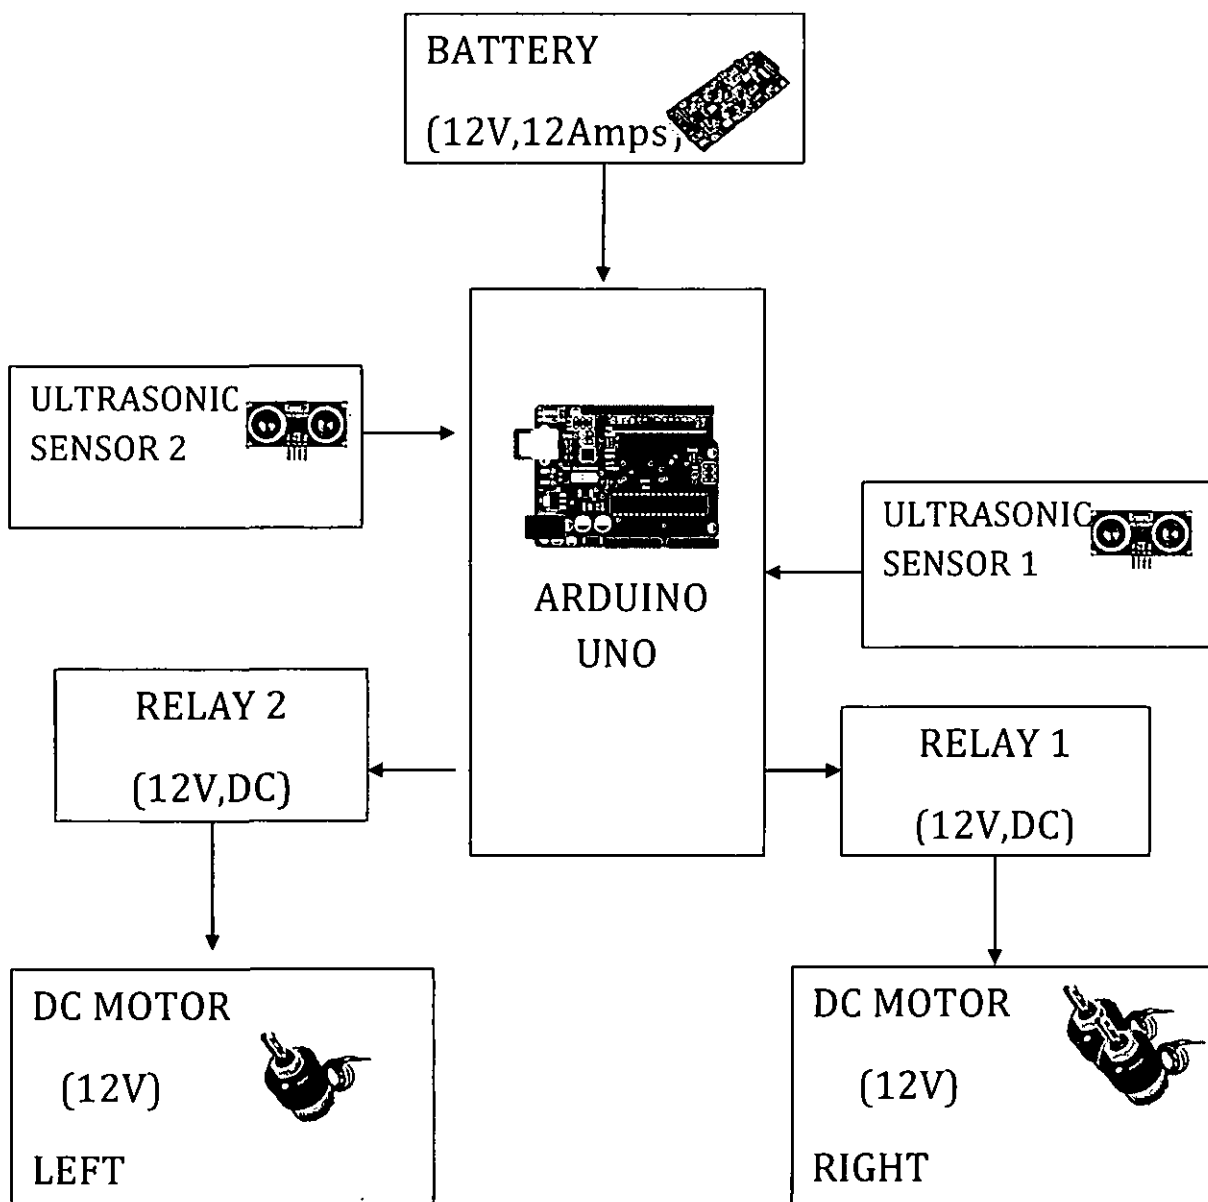 BATTERY
(12V,12Amps)
ULTRASONIC
SENSOR 2
ULTRASONIC
SENSOR 1
ARDUINO
UNO
RELAY 2
(12V,DC)
RELAY 1
(12V,DC)
DC MOTOR
(12V)
LEFT
DC MOTOR
(12V)
RIGHT